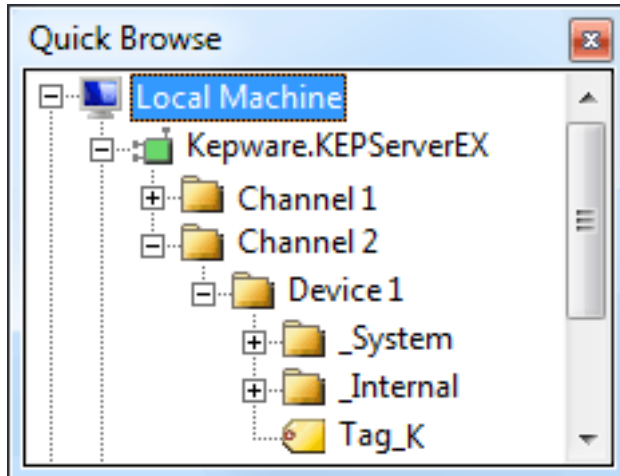 Quick Browse
Local Machine
Kepware.KEPServerEX
Channel 1
Channel 2
Device 1
_System
_Internal
Tag_K